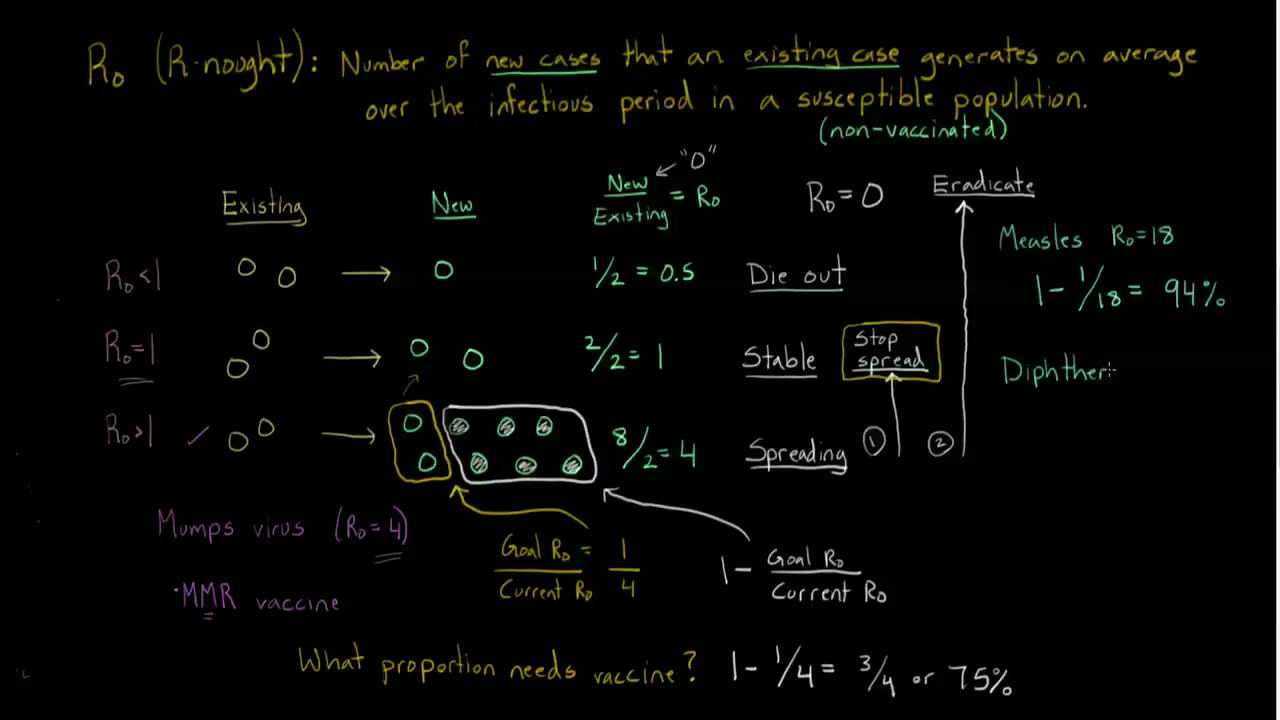 R₀ (R-nought): Number of new cases that an existing case generates on average
over the infectious period in a susceptible population.
(non-vaccinated)
Existing
New
New "0"
Existing = R₀
R₀ = 0
Eradicate
R₀<1
1/2 = 0.5
Die out
Measles R₀=18
1 - 1/18 = 94%
R₀=1
2/2 = 1
Stable
Stop
spread
Diphther
R₀>1
8/2 = 4
Spreading
1
2
Mumps virus (R₀=4)
Goal R₀ = 1
Current R₀ 4
1 - Goal R₀
Current R₀
·MMR vaccine
What proportion needs vaccine? 1 - 1/4 = 3/4 or 75%